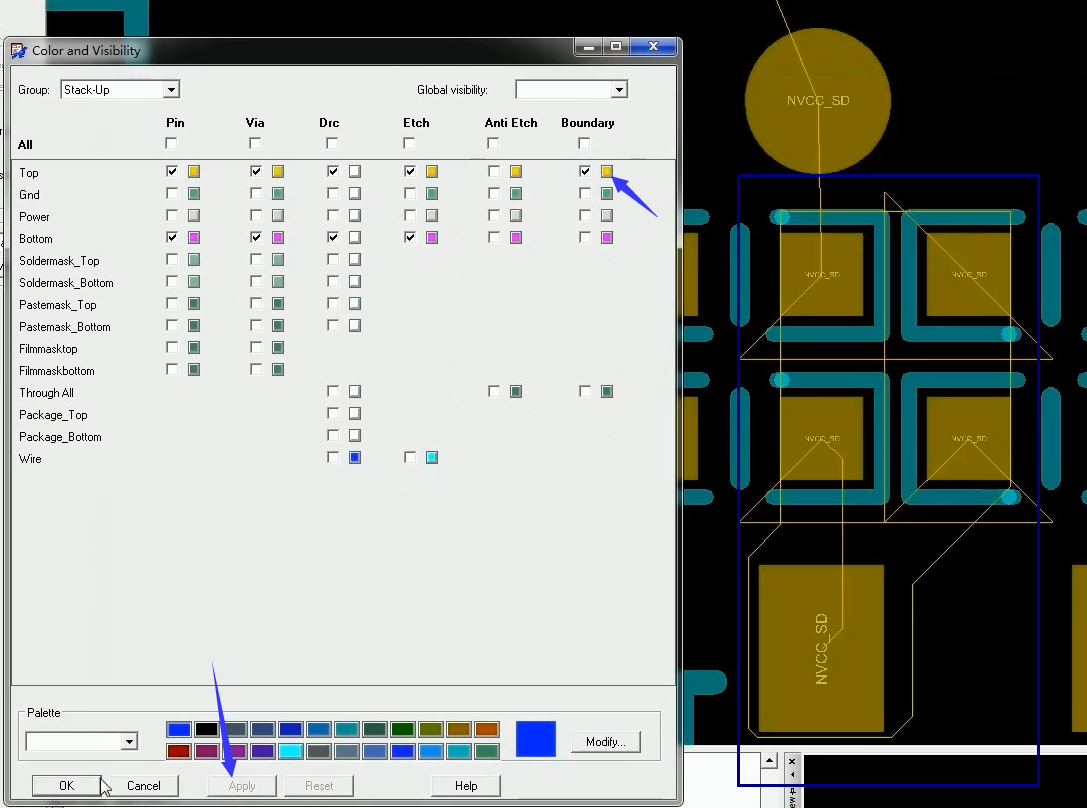 Color and Visibility
Group: Stack-Up Global visibility:
Pin Via Drc Etch Anti Etch Boundary
All
Top
Gnd
Power
Bottom
Soldermask_Top
Soldermask_Bottom
Pastemask_Top
Pastemask_Bottom
Filmmasktop
Filmmaskbottom
Through All
Package_Top
Package_Bottom
Wire
Palette
Modify...
OK Cancel Apply Reset Help
NVCC_SD
NVCC_SD NVCC_SD
NVCC_SD NVCC_SD
NVCC_SD